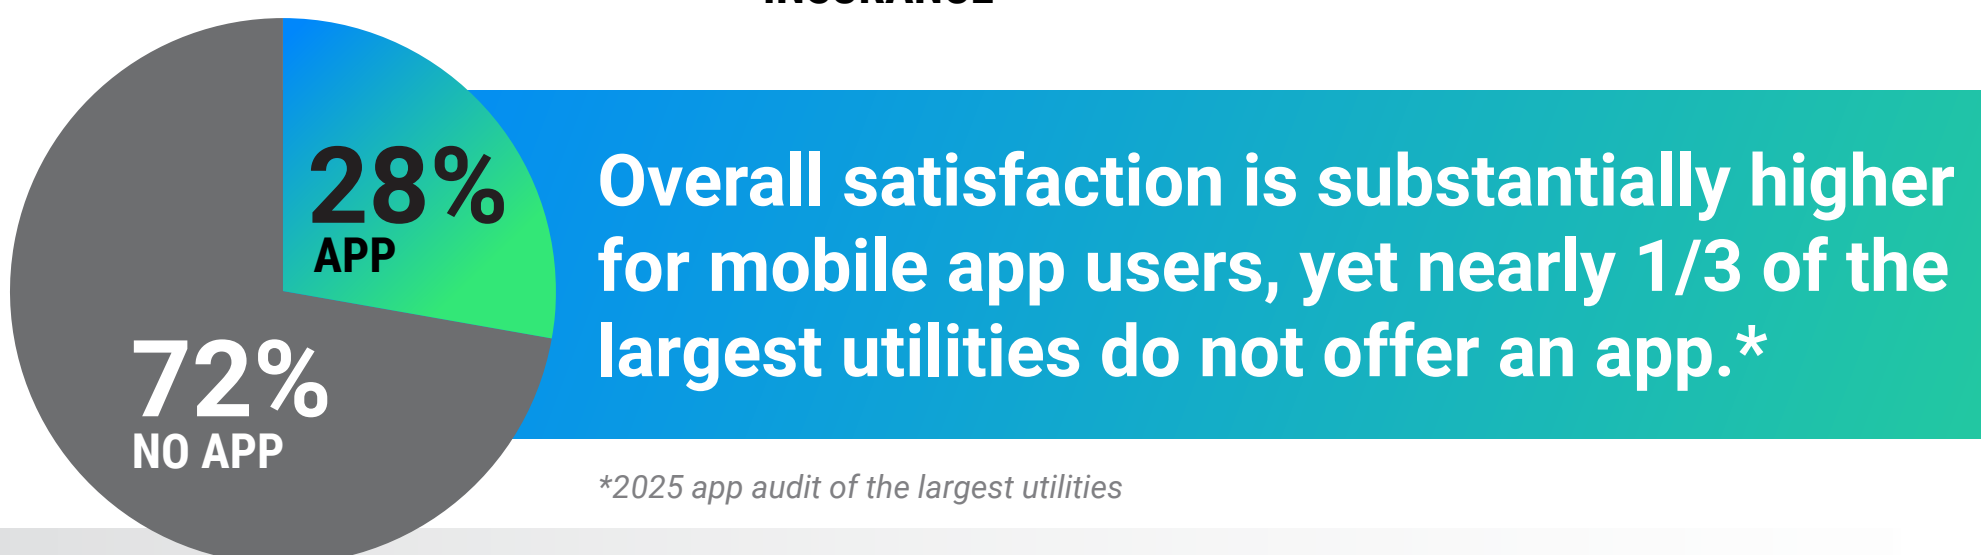 28%
APP
72%
NO APP
Overall satisfaction is substantially higher
for mobile app users, yet nearly 1/3 of the
largest utilities do not offer an app.*
*2025 app audit of the largest utilities